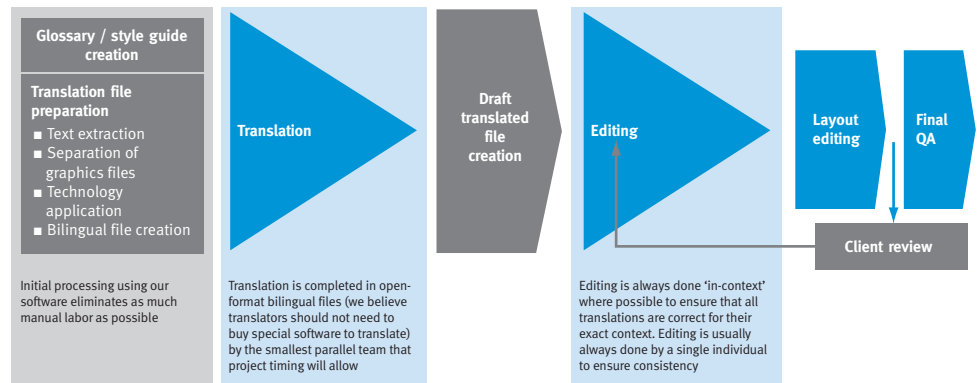 Glossary / style guide
creation
Translation file
preparation
■ Text extraction
■ Separation of
graphics files
■ Technology
application
■ Bilingual file creation
Initial processing using our
software eliminates as much
manual labor as possible
Translation
Translation is completed in open-
format bilingual files (we believe
translators should not need to
buy special software to translate)
by the smallest parallel team that
project timing will allow
Draft
translated
file
creation
Editing
Editing is always done ‘in-context’
where possible to ensure that all
translations are correct for their
exact context. Editing is usually
always done by a single individual
to ensure consistency
Layout
editing
Final
QA
Client review